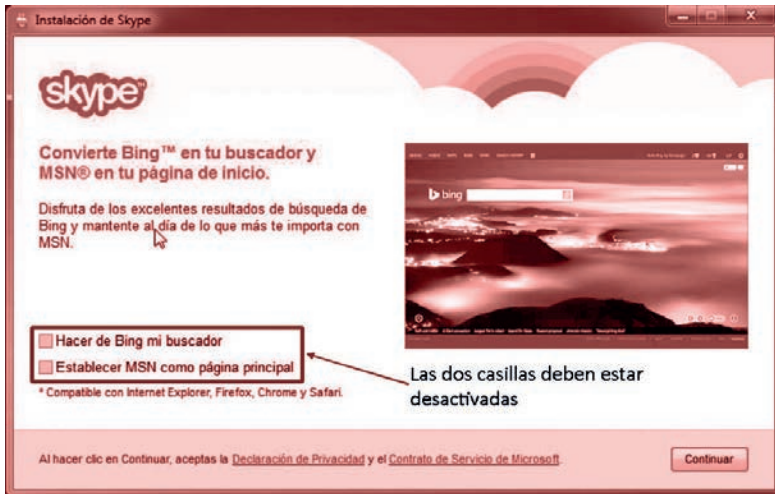 Instalación de Skype
skype™
Convierte Bing™ en tu buscador y
MSN® en tu página de inicio.
Disfruta de los excelentes resultados de búsqueda de
Bing y mantente al día de lo que más te importa con
MSN.
bing
Hacer de Bing mi buscador
Establecer MSN como página principal
* Compatible con Internet Explorer, Firefox, Chrome y Safari.
Las dos casillas deben estar
desactivadas
Al hacer clic en Continuar, aceptas la Declaración de Privacidad y el Contrato de Servicio de Microsoft.
Continuar